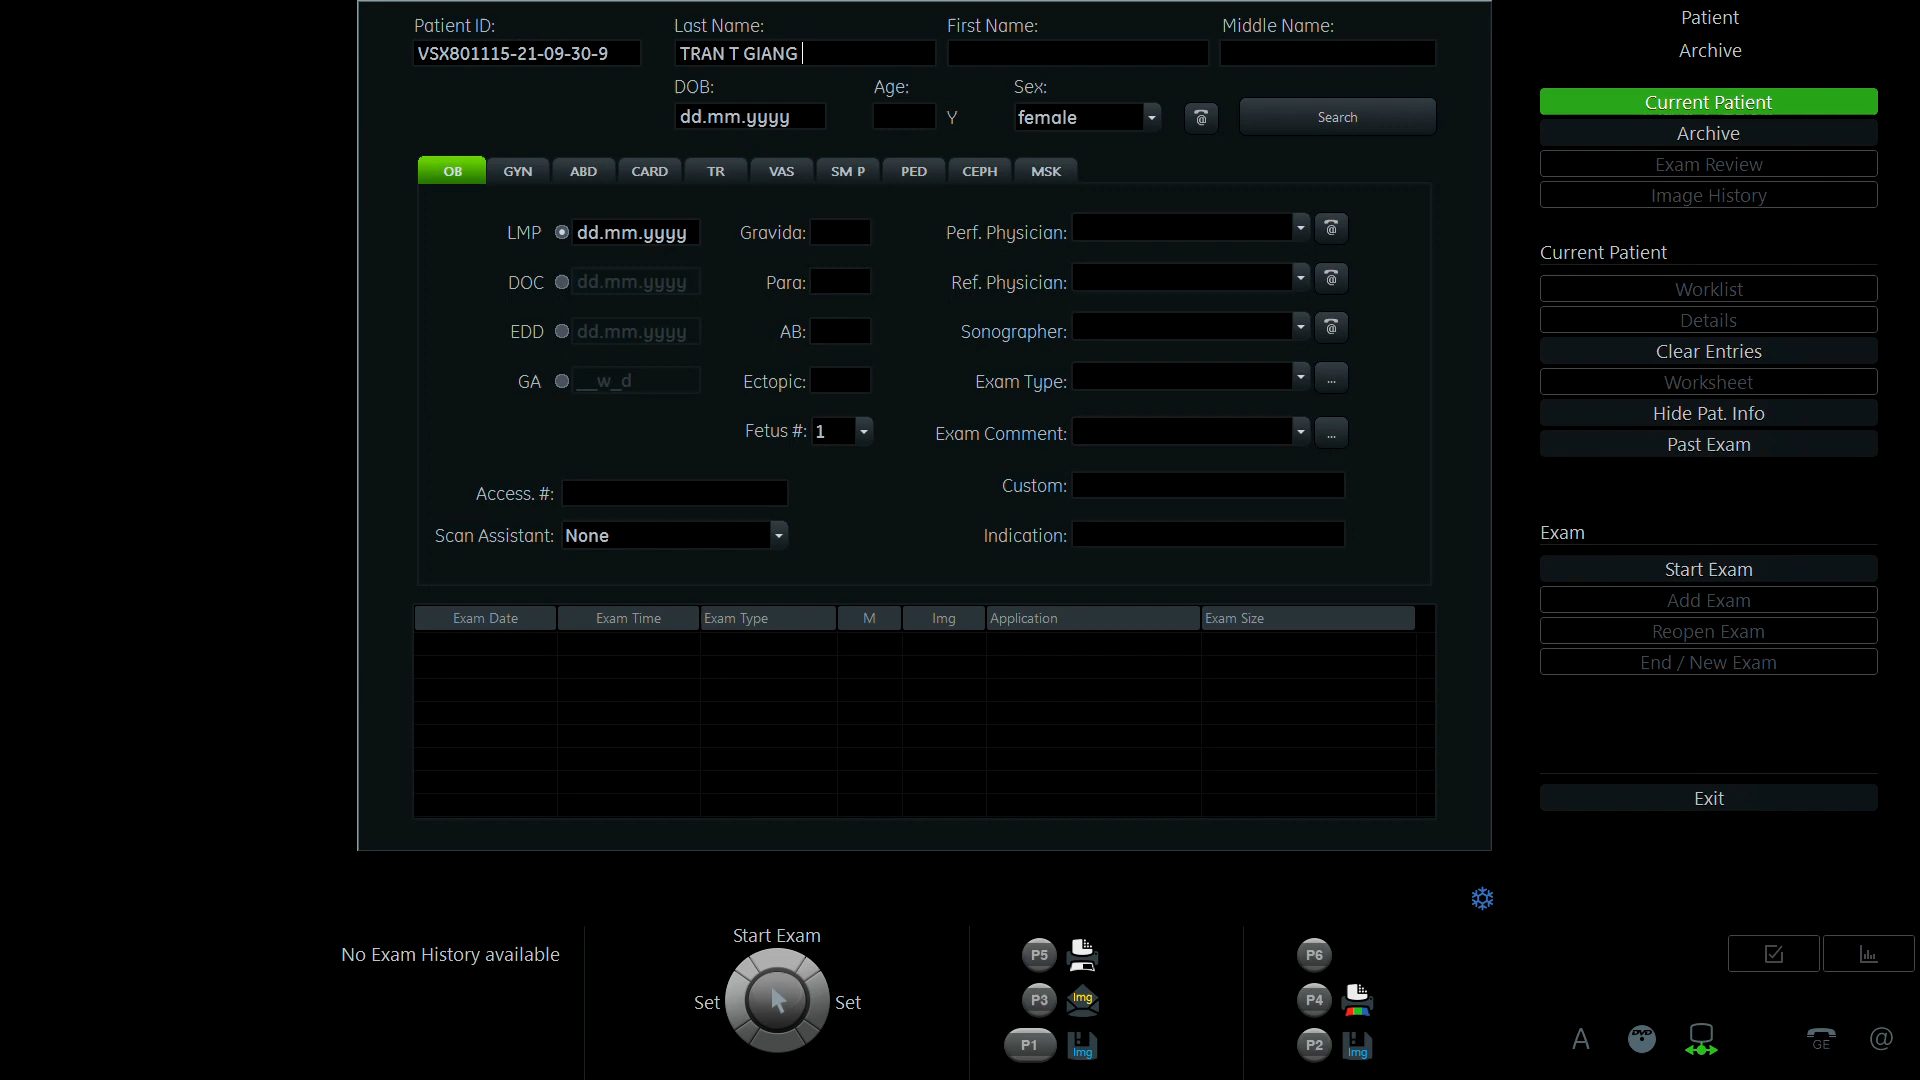 Patient ID: Last Name: First Name: Middle Name:
VSX801115-21-09-30-9 TRAN T GIANG
DOB: Age: Sex:
dd.mm.yyyy Y female @ Search
OB GYN ABD CARD TR VAS SM P PED CEPH MSK
LMP dd.mm.yyyy Gravida: Perf. Physician: @
DOC dd.mm.yyyy Para: Ref. Physician: @
EDD dd.mm.yyyy AB: Sonographer: @
GA __w_d Ectopic: Exam Type: ...
Fetus #: 1 Exam Comment: ...
Access. #: Custom:
Scan Assistant: None Indication:
Exam Date Exam Time Exam Type M Img Application Exam Size
Patient
Archive
Current Patient
Archive
Exam Review
Image History
Current Patient
Worklist
Details
Clear Entries
Worksheet
Hide Pat. Info
Past Exam
Exam
Start Exam
Add Exam
Reopen Exam
End / New Exam
Exit
No Exam History available
Start Exam
Set Set
P5 P6
P3 Img P4
P1 Img P2 Img
A DVD GE @